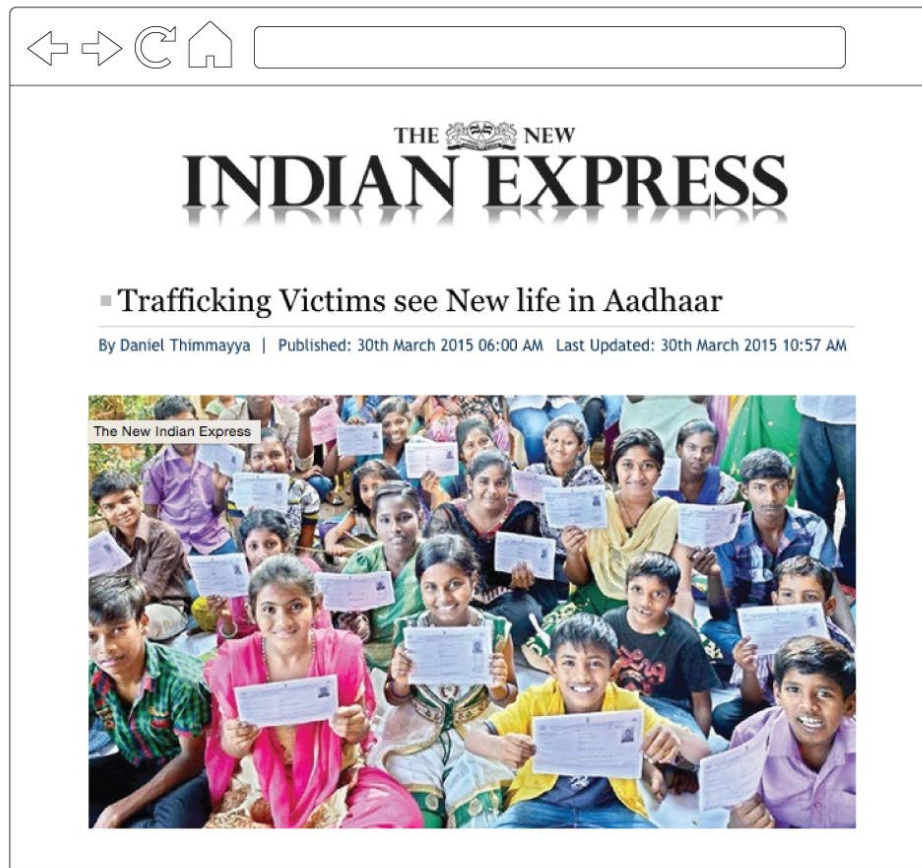 THE NEW
INDIAN EXPRESS
Trafficking Victims see New life in Aadhaar
By Daniel Thimmayya | Published: 30th March 2015 06:00 AM Last Updated: 30th March 2015 10:57 AM
The New Indian Express